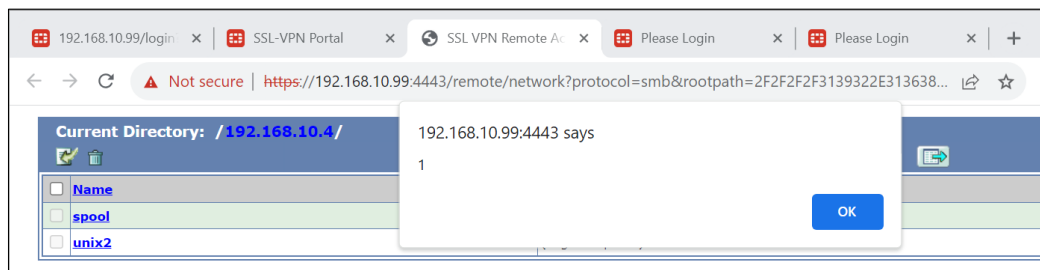 192.168.10.99/login
SSL-VPN Portal
SSL VPN Remote Ac
Please Login
Please Login
Not secure | https://192.168.10.99:4443/remote/network?protocol=smb&rootpath=2F2F2F2F3139322E313638...
192.168.10.99:4443 says
1
OK
Current Directory: /192.168.10.4/
Name
spool
unix2